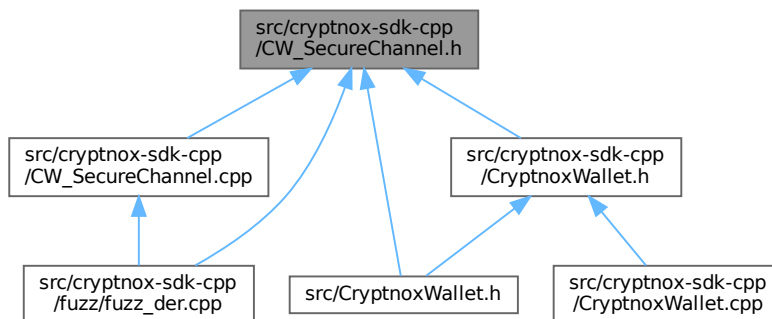 src/cryptnox-sdk-cpp
/CW_SecureChannel.h
src/cryptnox-sdk-cpp
/CW_SecureChannel.cpp
src/cryptnox-sdk-cpp
/CryptnoxWallet.h
src/cryptnox-sdk-cpp
/fuzz/fuzz_der.cpp
src/CryptnoxWallet.h
src/cryptnox-sdk-cpp
/CryptnoxWallet.cpp